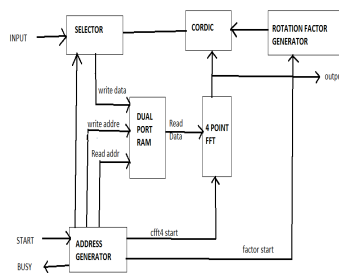 INPUT
SELECTOR
CORDIC
ROTATION FACTOR
GENERATOR
write data
write addre
Read addr
DUAL
PORT
RAM
Read
Data
4 POINT
FFT
outpu
START
BUSY
ADDRESS
GENERATOR
cfft4 start
factor start